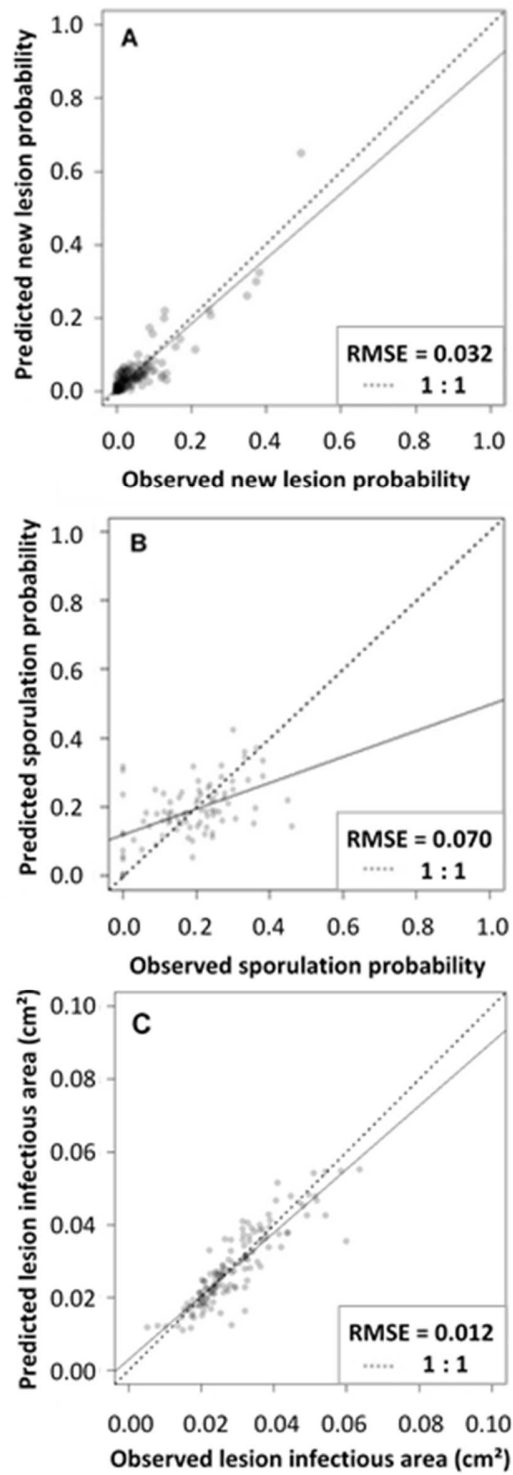 A
Predicted new lesion probability
1.0
0.8
0.6
0.4
0.2
0.0
RMSE = 0.032
1 : 1
0.0 0.2 0.4 0.6 0.8 1.0
Observed new lesion probability
B
Predicted sporulation probability
1.0
0.8
0.6
0.4
0.2
0.0
RMSE = 0.070
1 : 1
0.0 0.2 0.4 0.6 0.8 1.0
Observed sporulation probability
C
Predicted lesion infectious area (cm²)
0.10
0.08
0.06
0.04
0.02
0.00
RMSE = 0.012
1 : 1
0.00 0.02 0.04 0.06 0.08 0.10
Observed lesion infectious area (cm²)